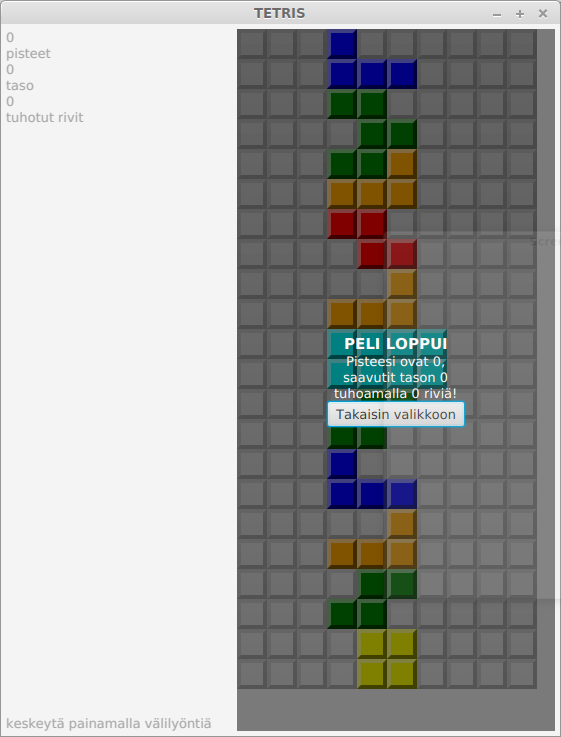 TETRIS
0
pisteet
0
taso
0
tuhotut rivit
PELI LOPPUI
Pisteesi ovat 0,
saavutit tason 0
tuhoamalla 0 riviä!
Takaisin valikkoon
keskeytä painamalla välilyöntiä